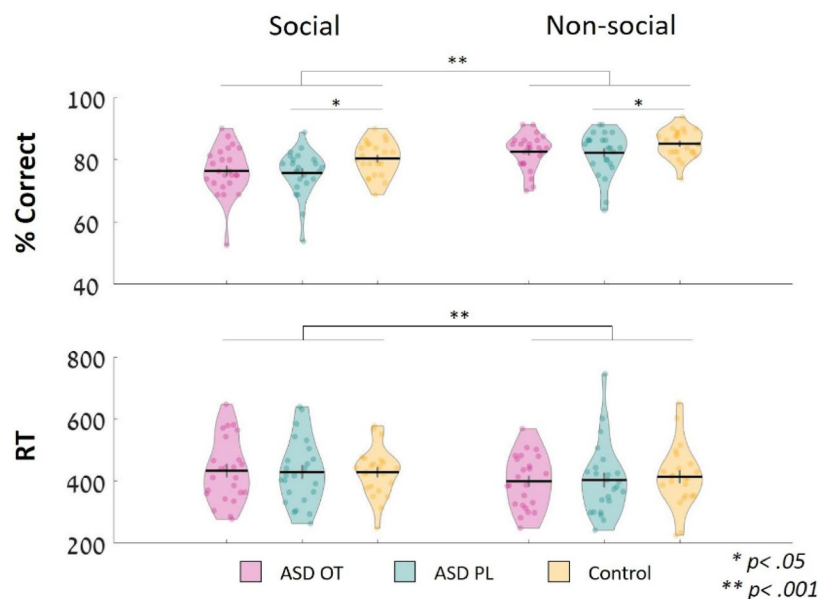 Social Non-social
**
* *
% Correct
100
80
60
40
**
RT
800
600
400
200
ASD OT ASD PL Control
* p< .05
** p< .001